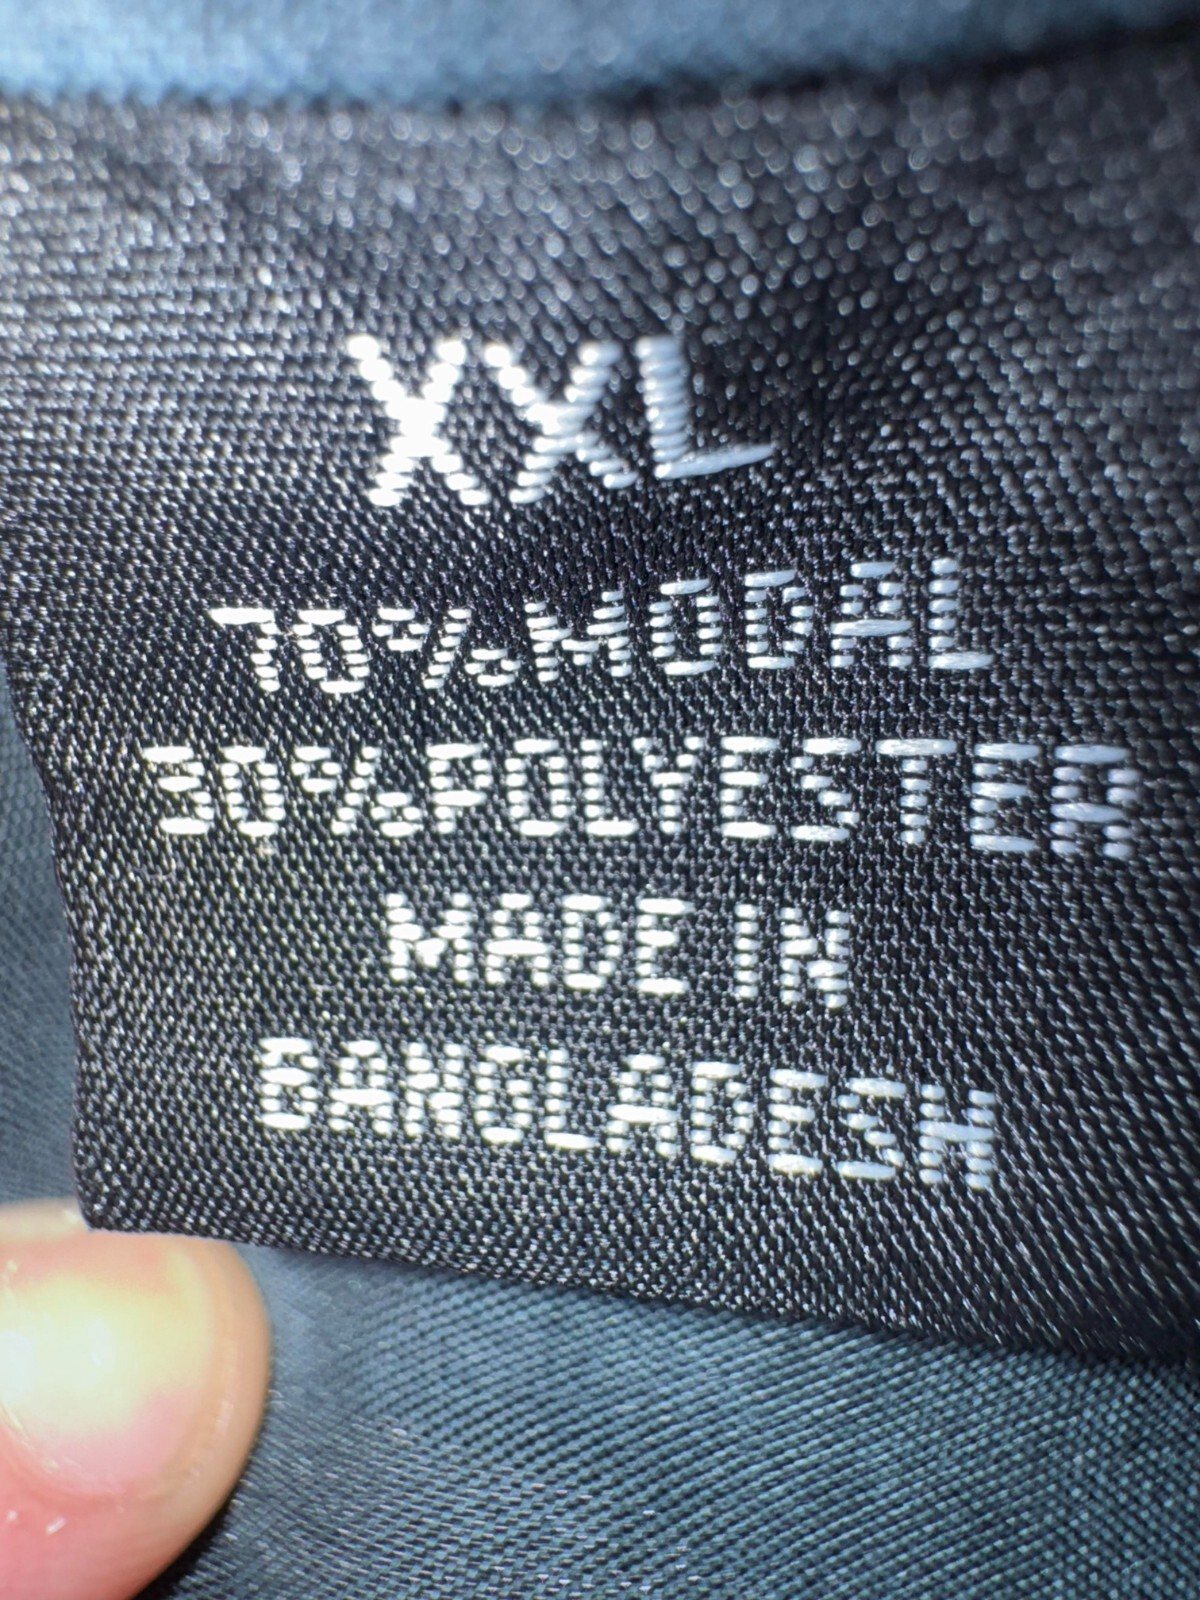 XXL
70% MODAL
30% POLYESTER
MADE IN
BANGLADESH